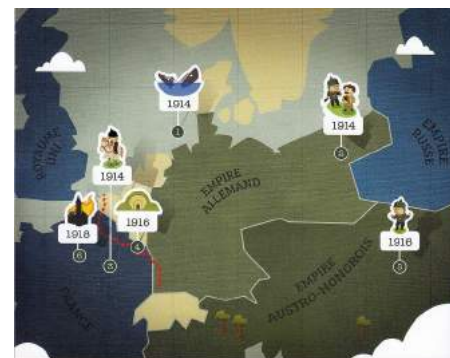 1914
1
1914
2
1914
3
1918
6
1916
4
1916
5
ROYAUME
UNI
EMPIRE
ALLEMAND
EMPIRE
RUSSE
FRANCE
EMPIRE
AUSTRO-HONGROIS